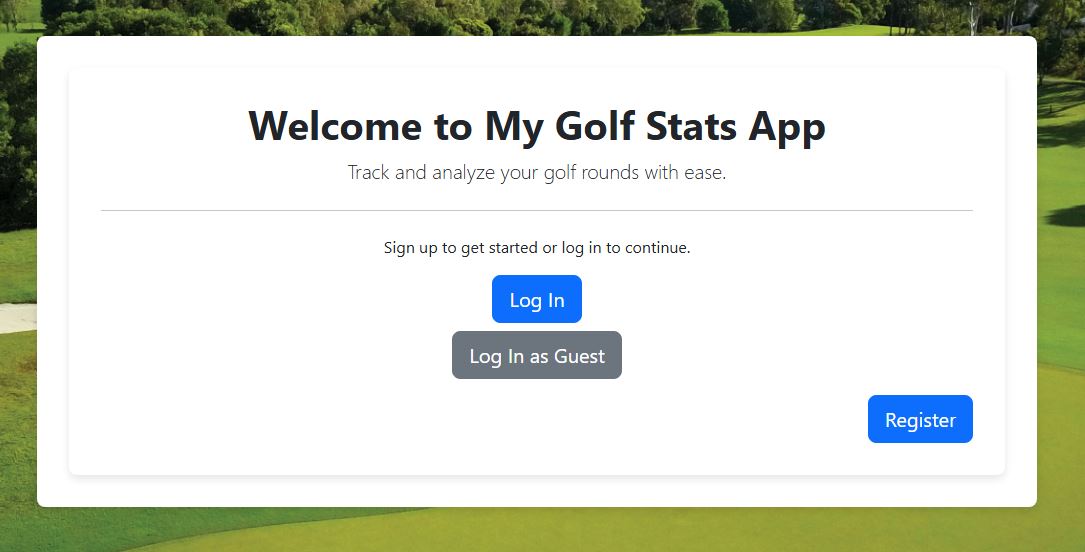 Welcome to My Golf Stats App
Track and analyze your golf rounds with ease.
Sign up to get started or log in to continue.
Log In
Log In as Guest
Register